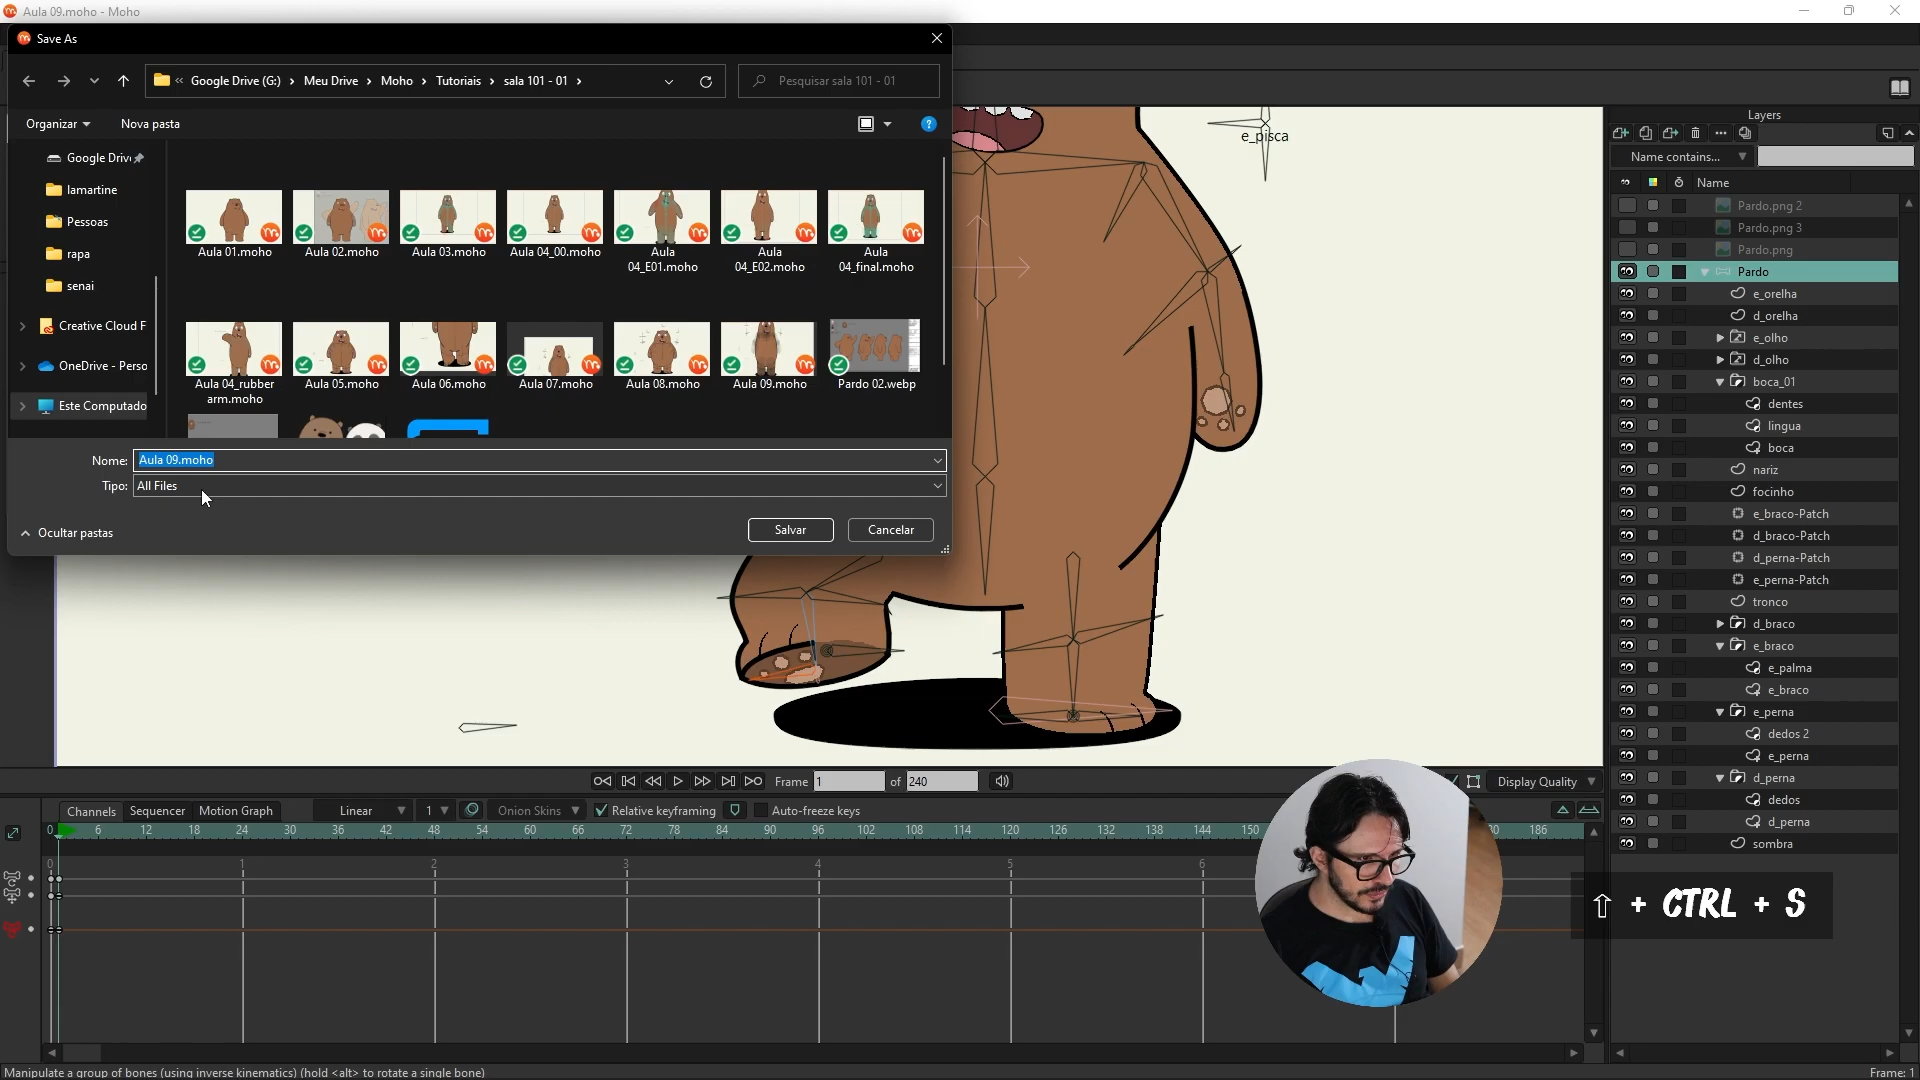 Aula 09.moho - Moho
Save As
« Google Drive (G:) › Meu Drive › Moho › Tutoriais › sala 101 - 01 ›
Pesquisar sala 101 - 01
Organizar
Nova pasta
?
Google Driv
lamartine
Pessoas
rapa
senai
Creative Cloud F
OneDrive - Perso
Este Computado
Aula 01.moho
Aula 02.moho
Aula 03.moho
Aula 04_00.moho
Aula 04_E01.moho
Aula 04_E02.moho
Aula 04_final.moho
Aula 04_rubber arm.moho
Aula 05.moho
Aula 06.moho
Aula 07.moho
Aula 08.moho
Aula 09.moho
Pardo 02.webp
Nome: Aula 09.moho
Tipo: All Files
Ocultar pastas
Salvar
Cancelar
e_pisca
Layers
Name contains...
Name
Pardo.png 2
Pardo.png 3
Pardo.png
Pardo
e_orelha
d_orelha
e_olho
d_olho
boca_01
dentes
lingua
boca
nariz
focinho
e_braco-Patch
d_braco-Patch
d_perna-Patch
e_perna-Patch
tronco
d_braco
e_braco
e_palma
e_braco
e_perna
dedos 2
e_perna
d_perna
dedos
d_perna
sombra
Frame 1 of 240
Display Quality
Channels Sequencer Motion Graph
Linear
1
Onion Skins
Relative keyframing
Auto-freeze keys
0 6 12 18 24 30 36 42 48 54 60 66 72 78 84 90 96 102 108 114 120 126 132 138 144 150 186
0 1 2 3 4 5 6
⇧ + CTRL + S
Manipulate a group of bones (using inverse kinematics) (hold <alt> to rotate a single bone)
Frame: 1